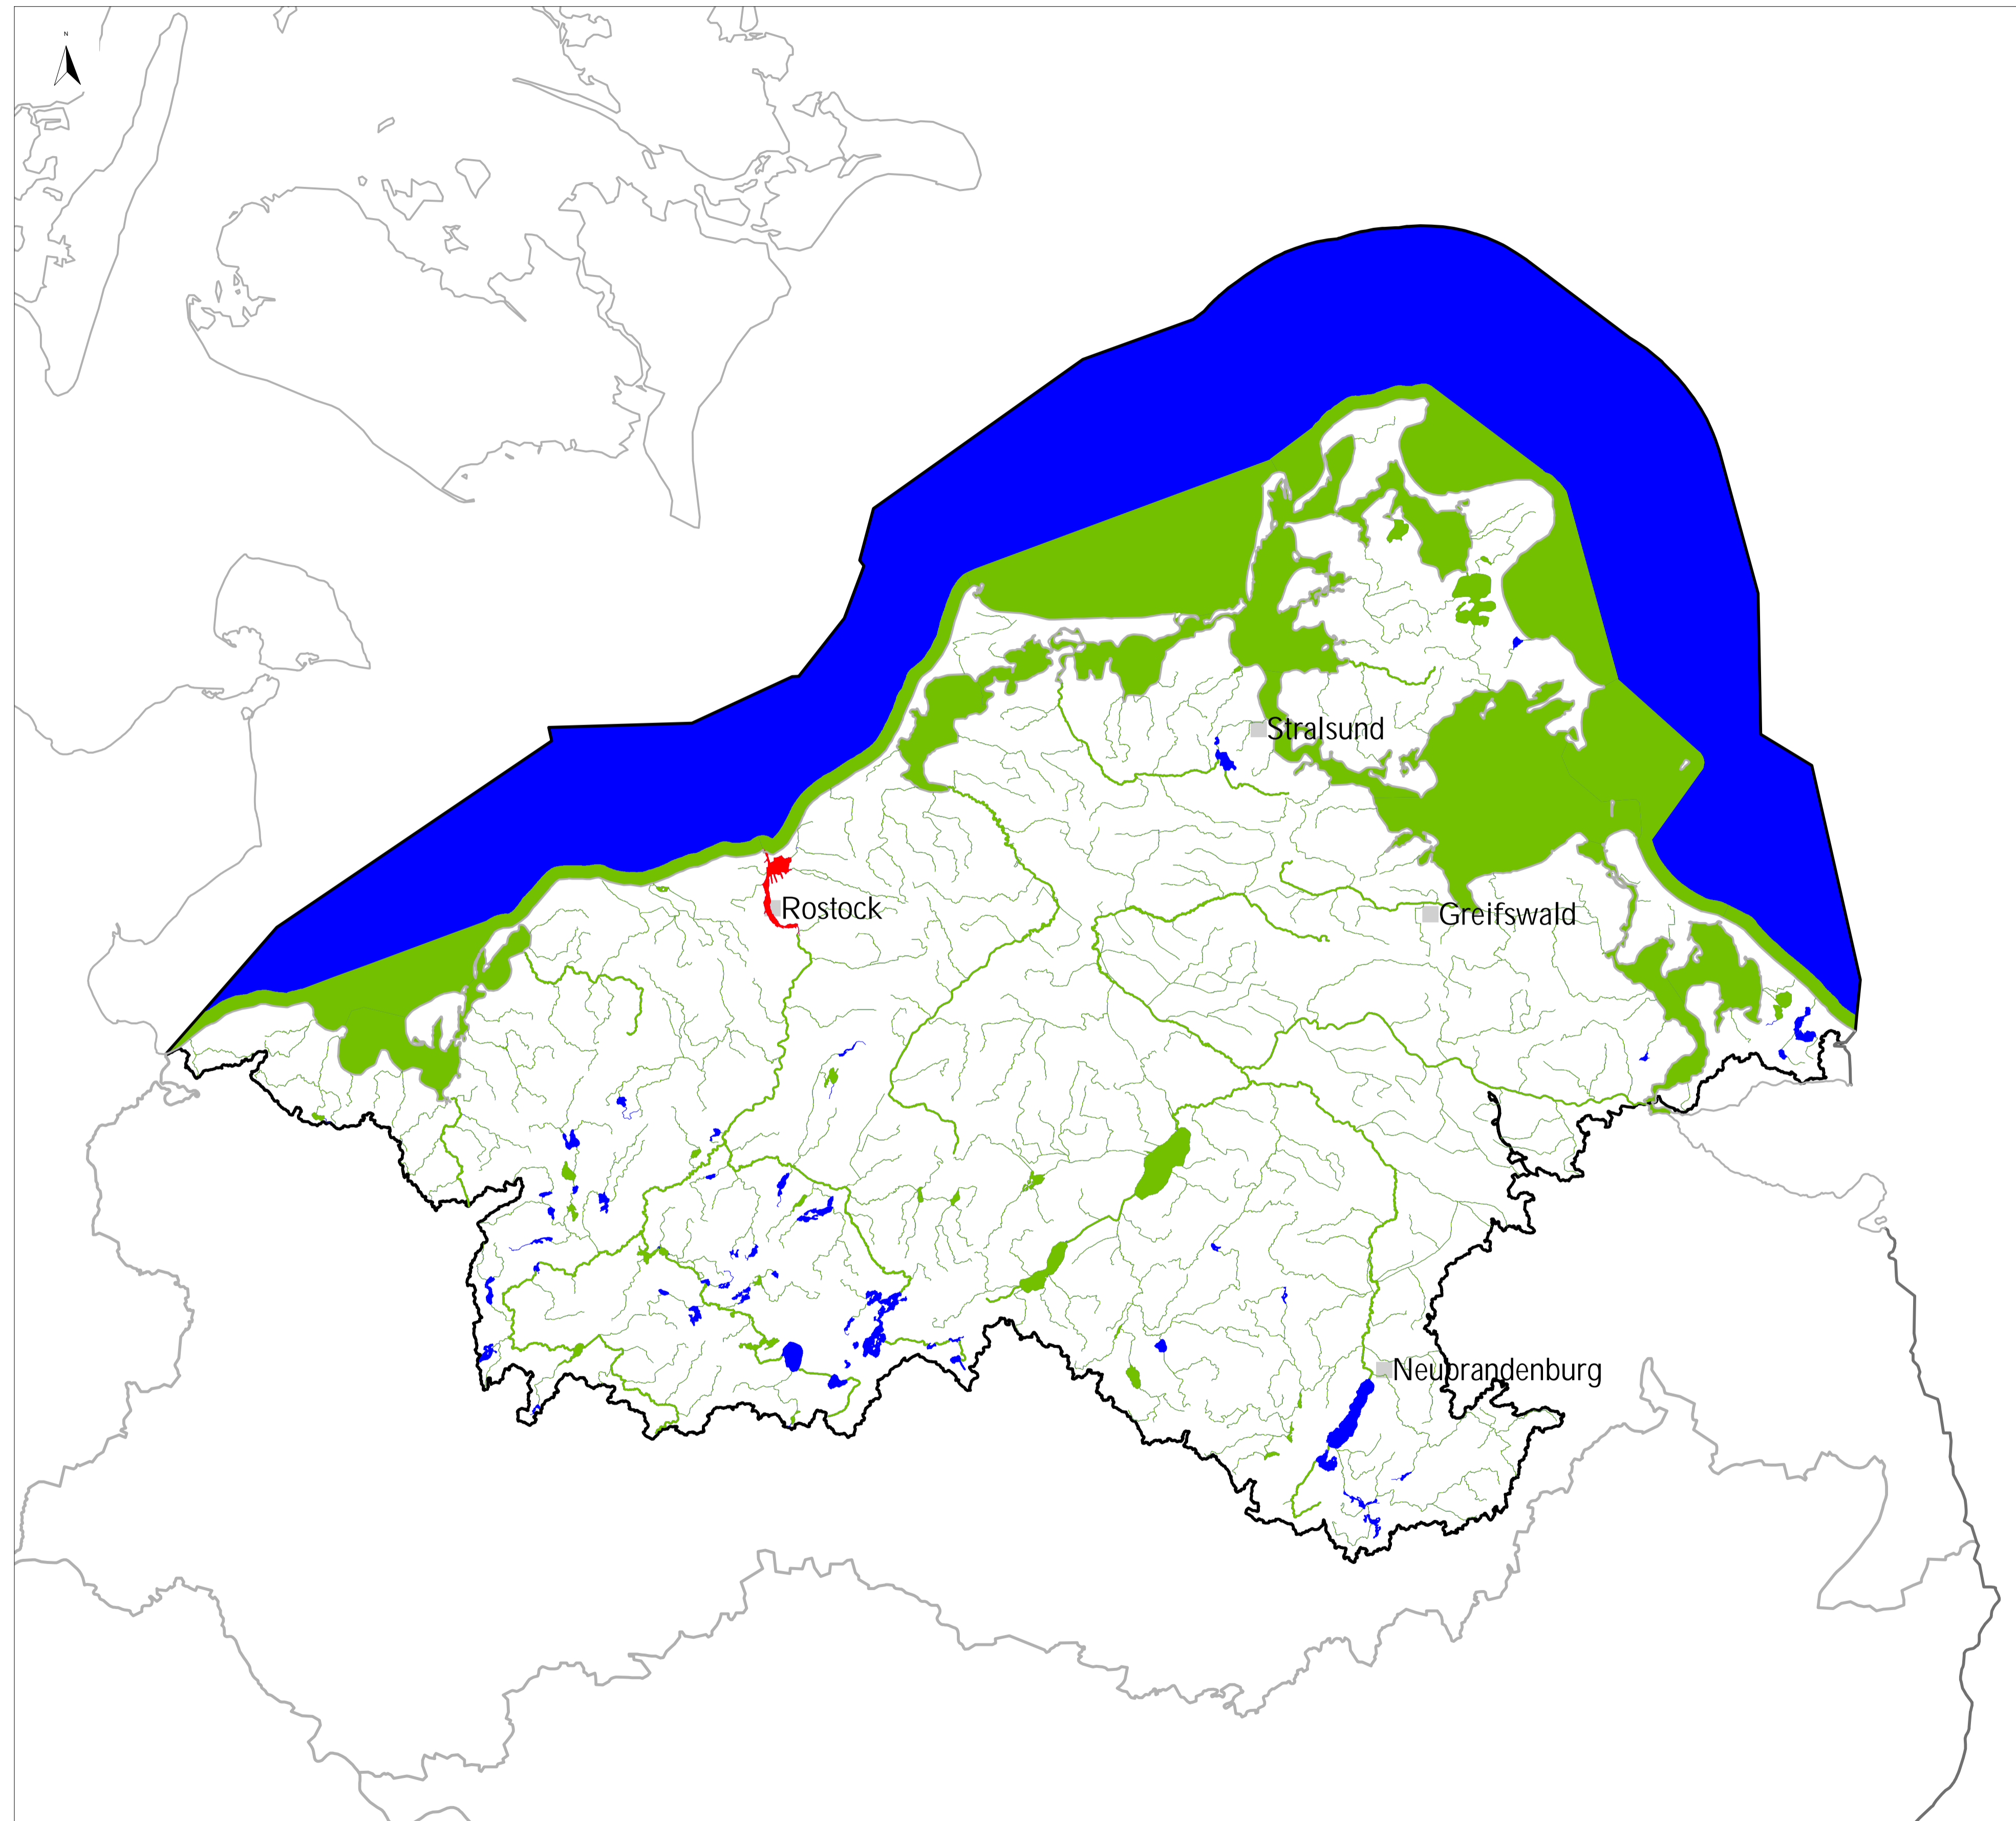 N
Stralsund
Rostock
Greifswald
Neubrandenburg